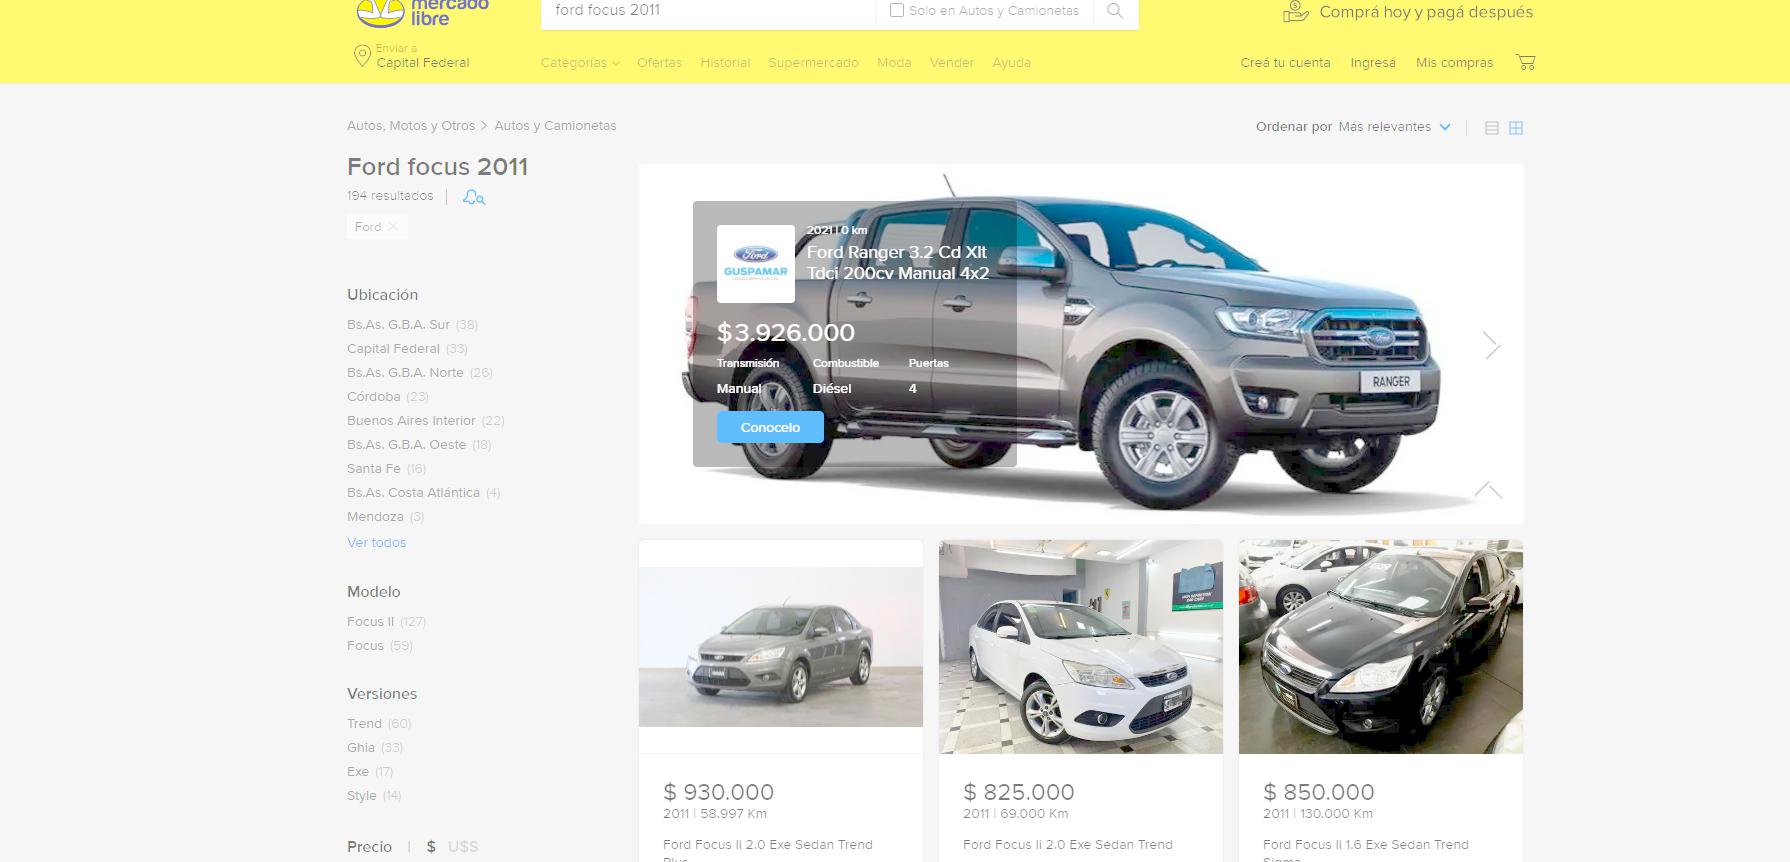 mercado
libre
ford focus 2011
Solo en Autos y Camionetas
Comprá hoy y pagá después
Enviar a
Capital Federal
Categorías
Ofertas
Historial
Supermercado
Moda
Vender
Ayuda
Creá tu cuenta
Ingresá
Mis compras
Autos, Motos y Otros > Autos y Camionetas
Ordenar por Más relevantes
Ford focus 2011
194 resultados
Ford
Ubicación
Bs.As. G.B.A. Sur (38)
Capital Federal (33)
Bs.As. G.B.A. Norte (26)
Córdoba (23)
Buenos Aires Interior (22)
Bs.As. G.B.A. Oeste (18)
Santa Fe (16)
Bs.As. Costa Atlántica (4)
Mendoza (3)
Ver todos
Modelo
Focus II (127)
Focus (59)
Versiones
Trend (60)
Ghia (33)
Exe (17)
Style (14)
Precio | $ U$S
Ford
GUSPAMAR
2021 | 0 km
Ford Ranger 3.2 Cd Xlt
Tdci 200cv Manual 4x2
$3.926.000
Transmisión Combustible Puertas
Manual Diésel 4
Conocelo
RANGER
$ 930.000
2011 | 58.997 Km
Ford Focus Ii 2.0 Exe Sedan Trend
Plus
$ 825.000
2011 | 69.000 Km
Ford Focus Ii 2.0 Exe Sedan Trend
$ 850.000
2011 | 130.000 Km
Ford Focus Ii 1.6 Exe Sedan Trend
Sigma